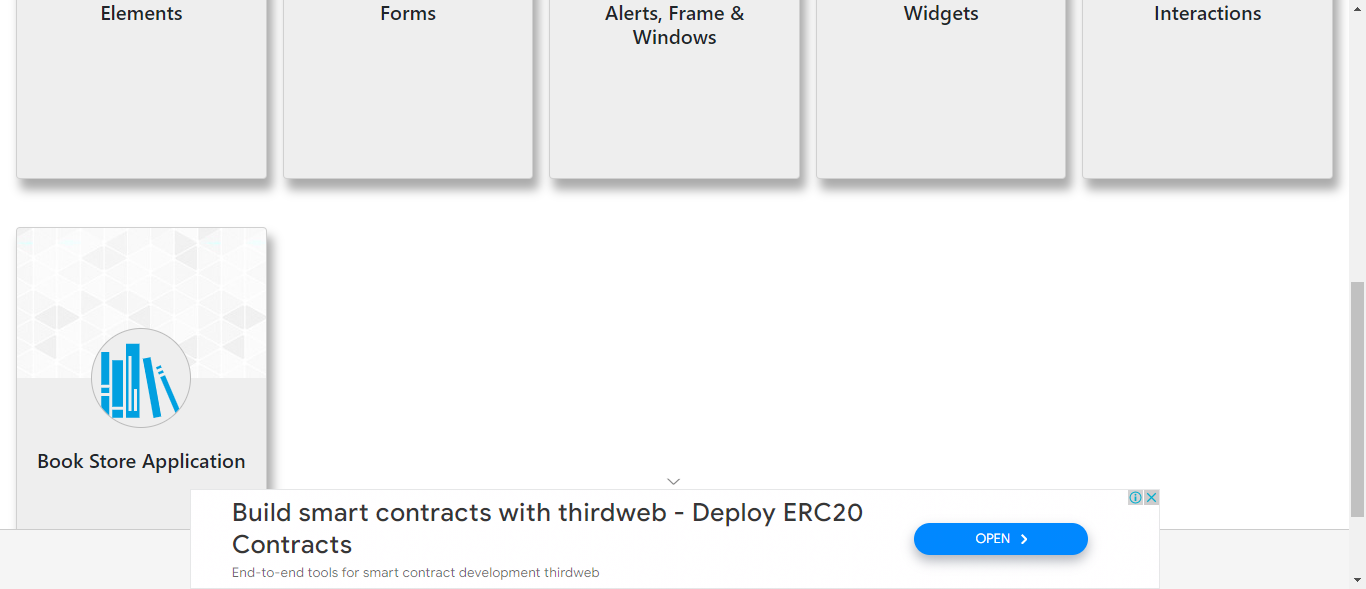 Elements
Forms
Alerts, Frame &
Windows
Widgets
Interactions
Book Store Application
Build smart contracts with thirdweb - Deploy ERC20
Contracts
End-to-end tools for smart contract development thirdweb
OPEN